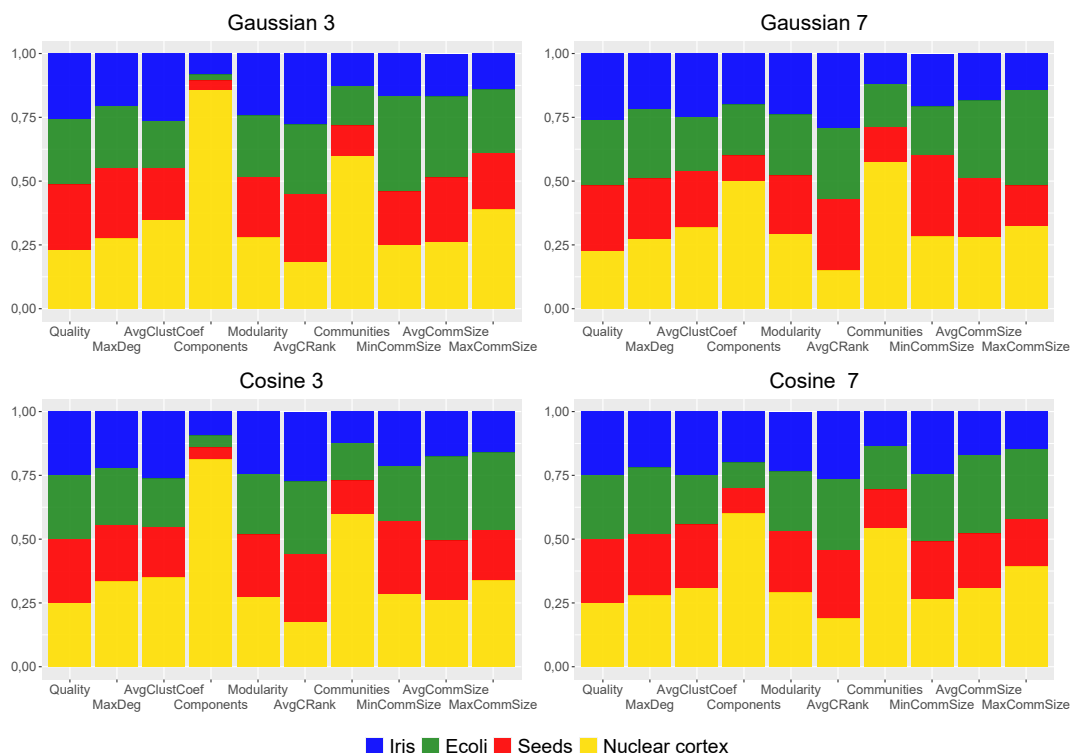 Gaussian 3 Gaussian 7
1,00 1,00
0,75 0,75
0,50 0,50
0,25 0,25
0,00 0,00
Quality AvgClustCoef Modularity Communities AvgCommSize Quality AvgClustCoef Modularity Communities AvgCommSize
MaxDeg Components AvgCRank MinCommSize MaxCommSize MaxDeg Components AvgCRank MinCommSize MaxCommSize
Cosine 3 Cosine 7
1,00 1,00
0,75 0,75
0,50 0,50
0,25 0,25
0,00 0,00
Quality AvgClustCoef Modularity Communities AvgCommSize Quality AvgClustCoef Modularity Communities AvgCommSize
MaxDeg Components AvgCRank MinCommSize MaxCommSize MaxDeg Components AvgCRank MinCommSize MaxCommSize
Iris Ecoli Seeds Nuclear cortex